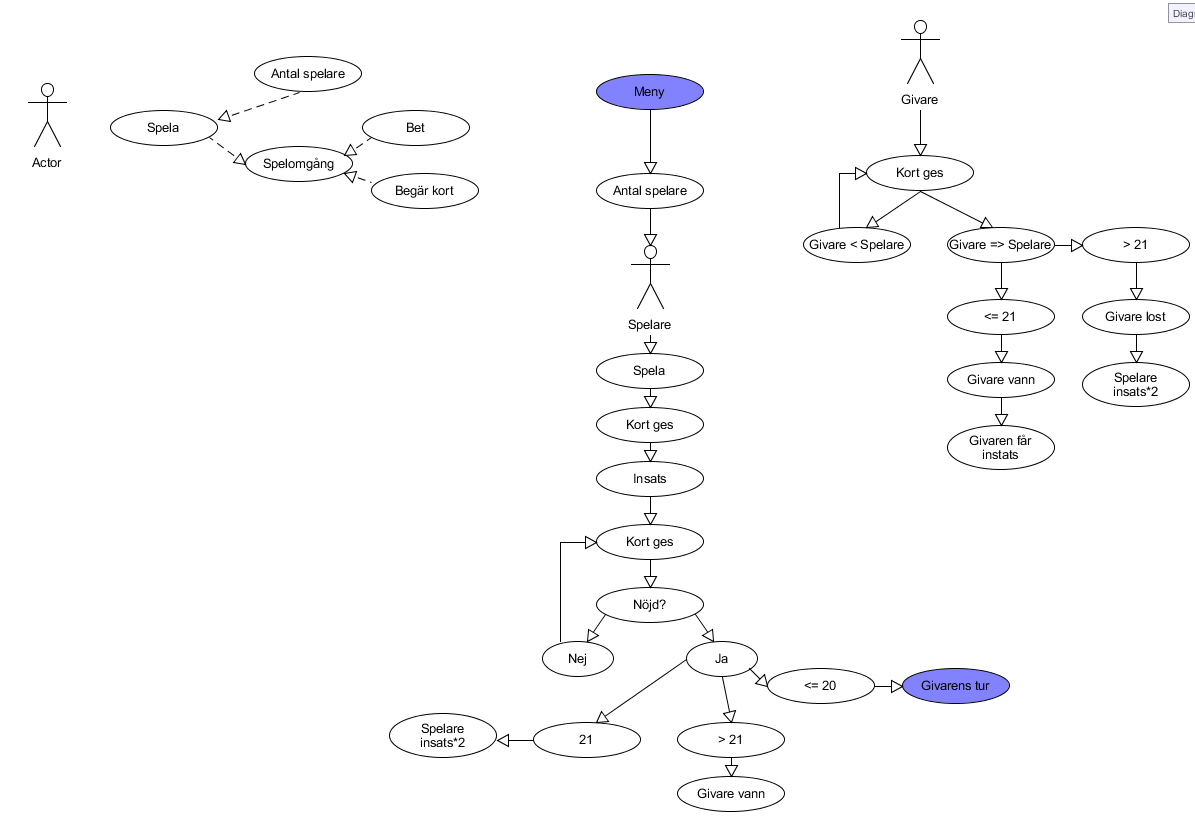 Diag
Antal spelare
Spela
Bet
Spelomgång
Begär kort
Actor
Meny
Antal spelare
Spelare
Spela
Kort ges
Insats
Kort ges
Nöjd?
Nej
Ja
<= 20
Givarens tur
21
Spelare
insats*2
> 21
Givare vann
Givare
Kort ges
Givare < Spelare
Givare => Spelare
> 21
<= 21
Givare lost
Givare vann
Spelare
insats*2
Givaren får
instats